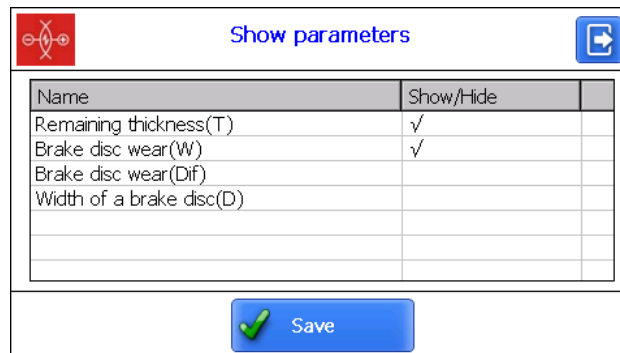 Show parameters
Name Show/Hide
Remaining thickness(T) √
Brake disc wear(W) √
Brake disc wear(Dif)
Width of a brake disc(D)
Save